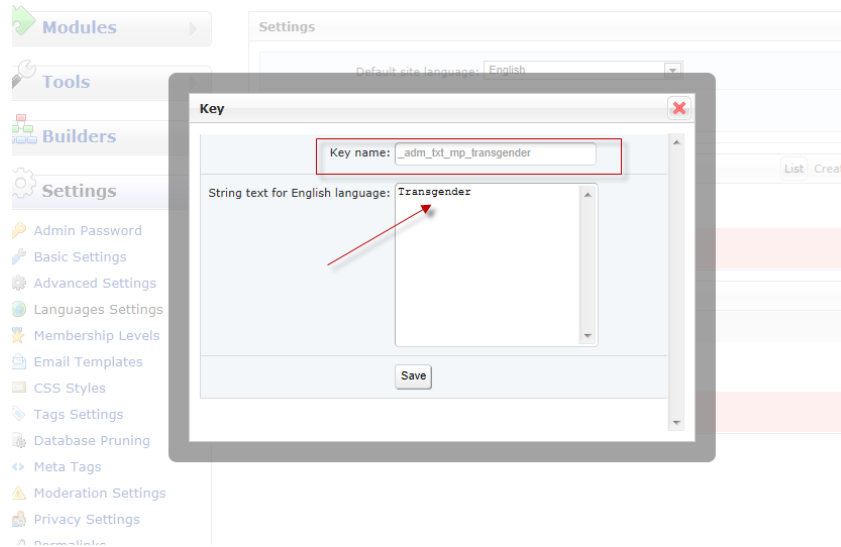 Modules
Settings
Default site language: English
Tools
Key
Builders
Key name: _adm_txt_mp_transgender
List
Settings
String text for English language: Transgender
Admin Password
Basic Settings
Advanced Settings
Languages Settings
Membership Levels
Email Templates
Save
CSS Styles
Tags Settings
Database Pruning
Meta Tags
Moderation Settings
Privacy Settings
Permalinks